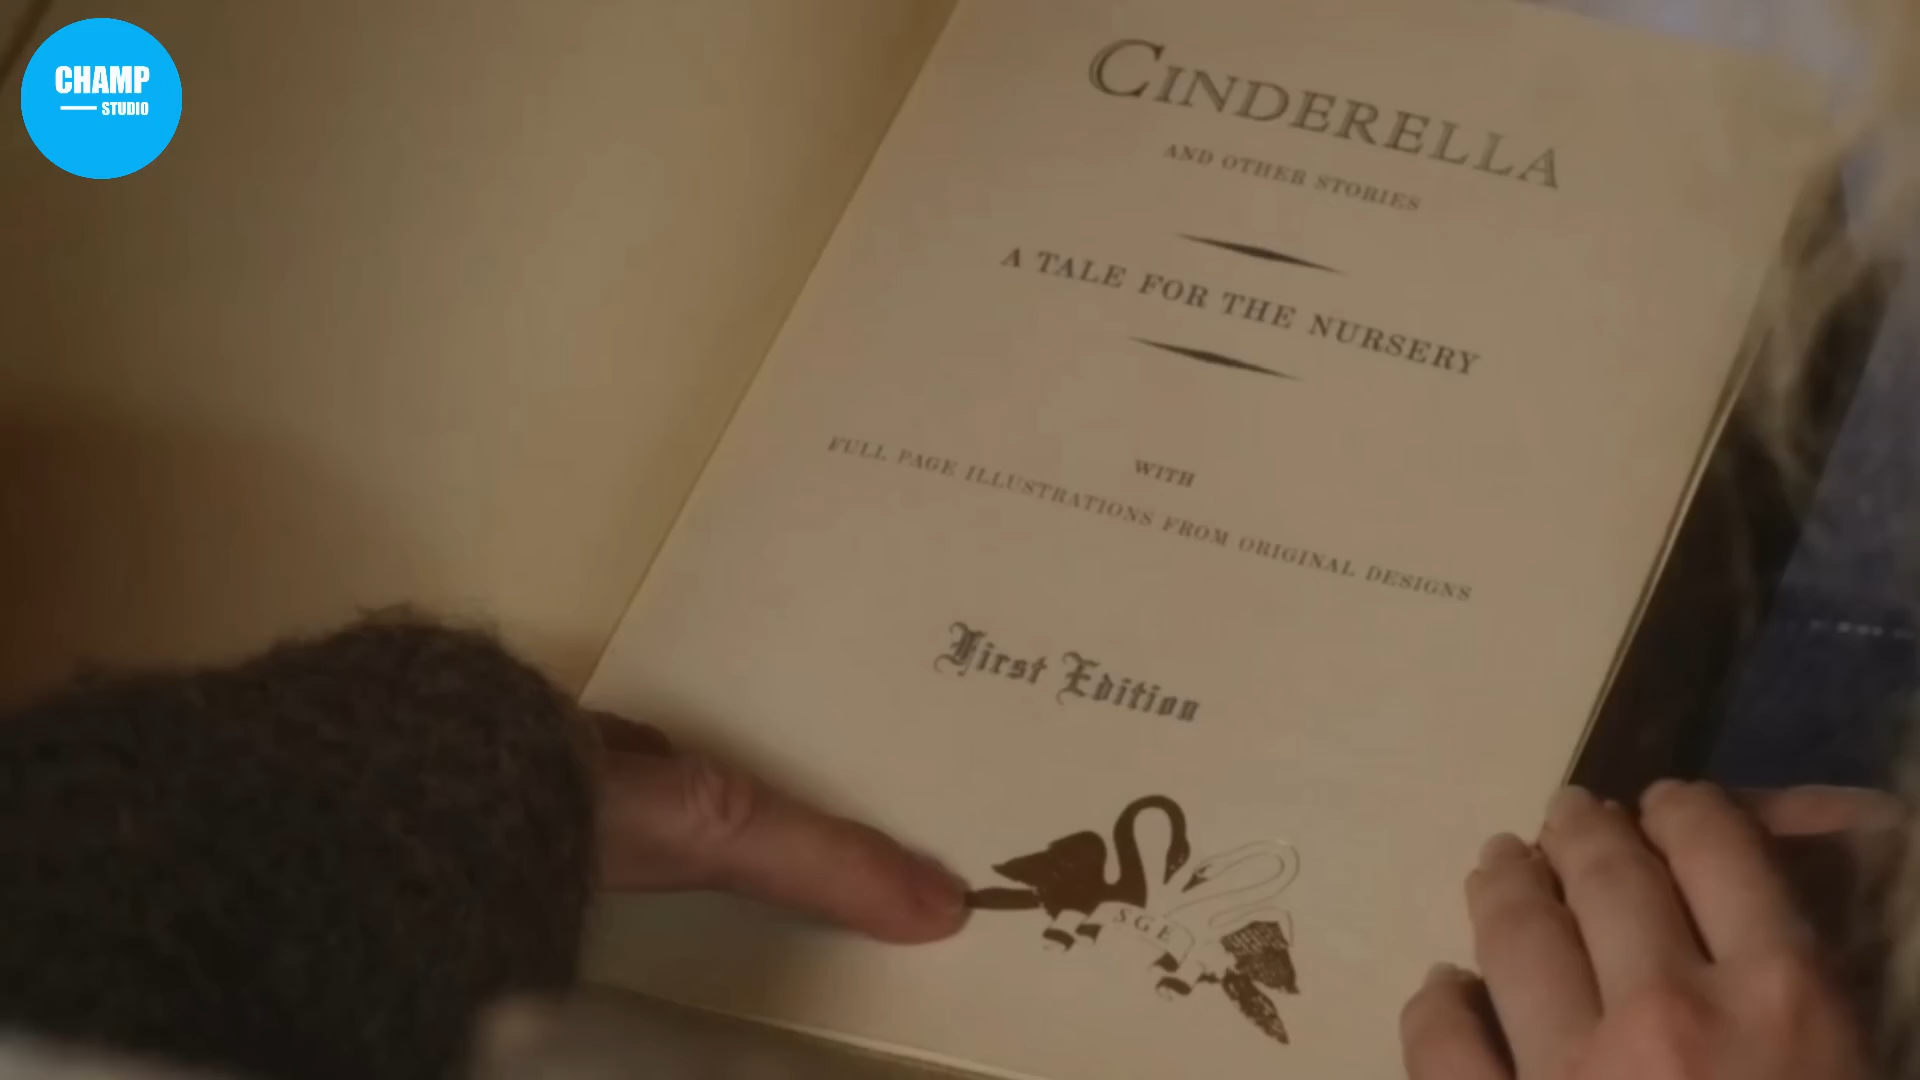 CHAMP
STUDIO
CINDERELLA
AND OTHER STORIES
A TALE FOR THE NURSERY
WITH
FULL PAGE ILLUSTRATIONS FROM ORIGINAL DESIGNS
First Edition
SGE